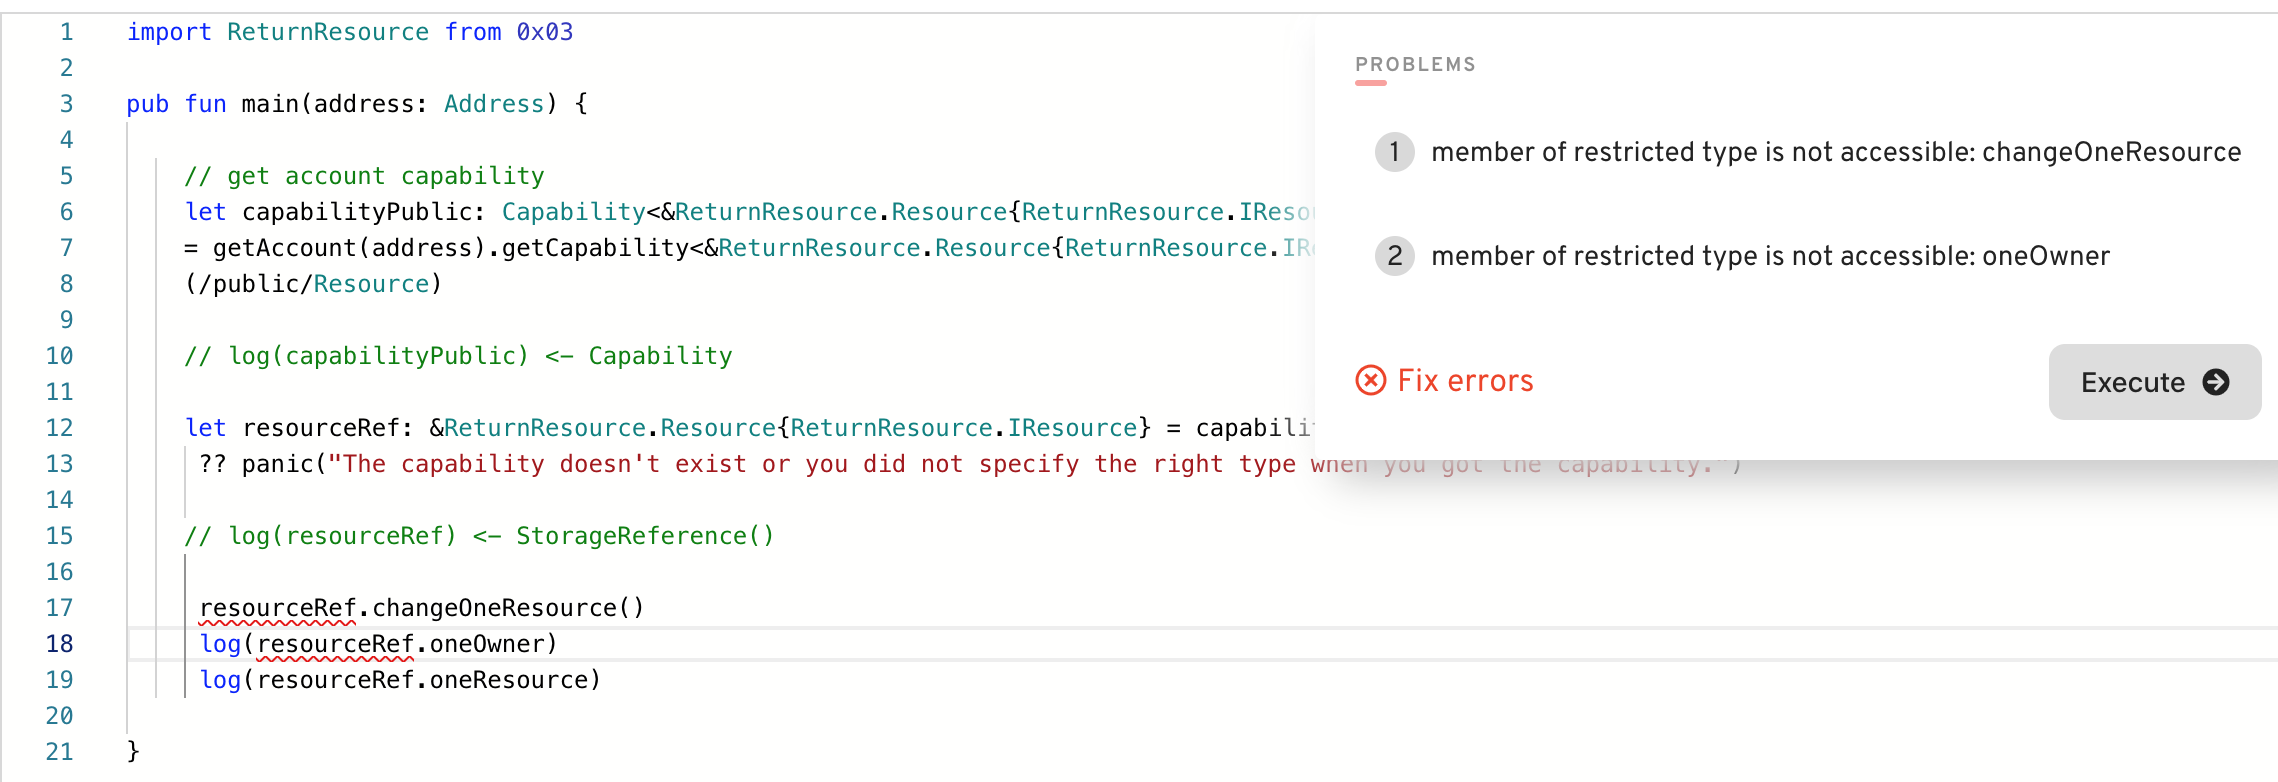 1 import ReturnResource from 0x03
2
3 pub fun main(address: Address) {
4
5 // get account capability
6 let capabilityPublic: Capability<&ReturnResource.Resource{ReturnResource.IResou
7 = getAccount(address).getCapability<&ReturnResource.Resource{ReturnResource.IR
8 (/public/Resource)
9
10 // log(capabilityPublic) <- Capability
11
12 let resourceRef: &ReturnResource.Resource{ReturnResource.IResource} = capabili
13 ?? panic("The capability doesn't exist or you did not specify the right type when you got the capability.")
14
15 // log(resourceRef) <- StorageReference()
16
17 resourceRef.changeOneResource()
18 log(resourceRef.oneOwner)
19 log(resourceRef.oneResource)
20
21 }
PROBLEMS
1 member of restricted type is not accessible: changeOneResource
2 member of restricted type is not accessible: oneOwner
Fix errors
Execute